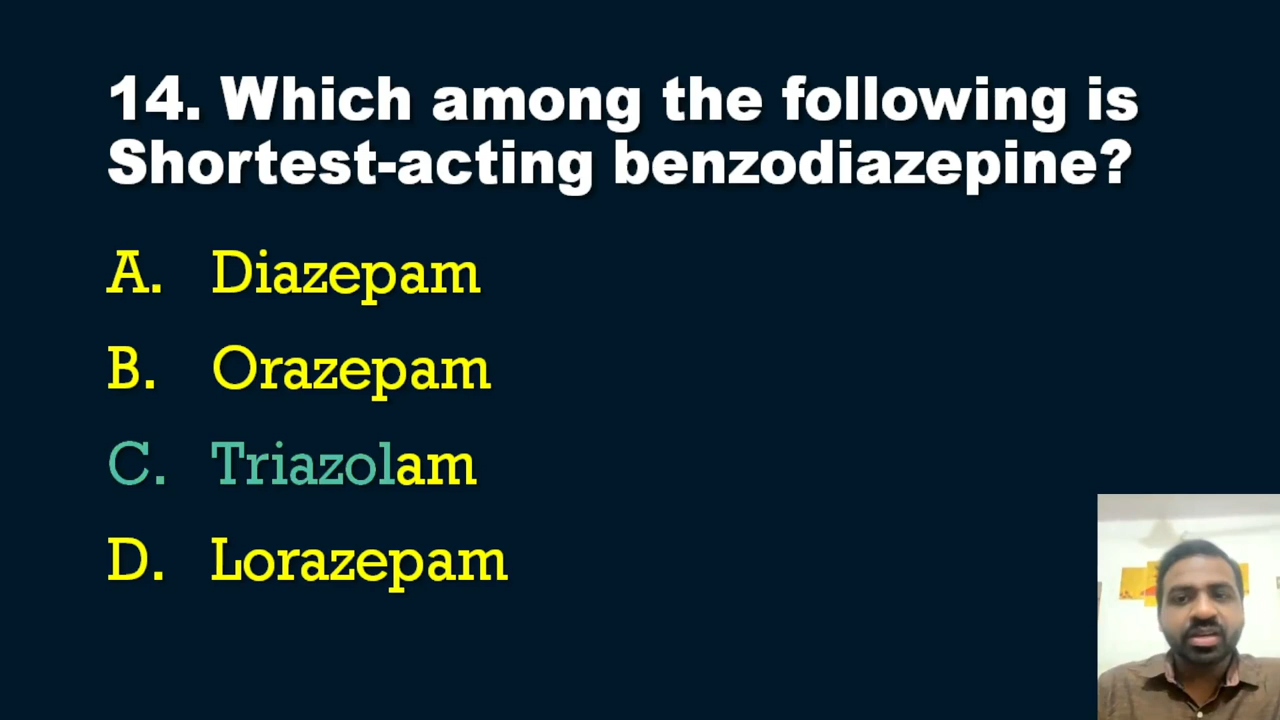 14. Which among the following is
Shortest-acting benzodiazepine?
A. Diazepam
B. Orazepam
C. Triazolam
D. Lorazepam